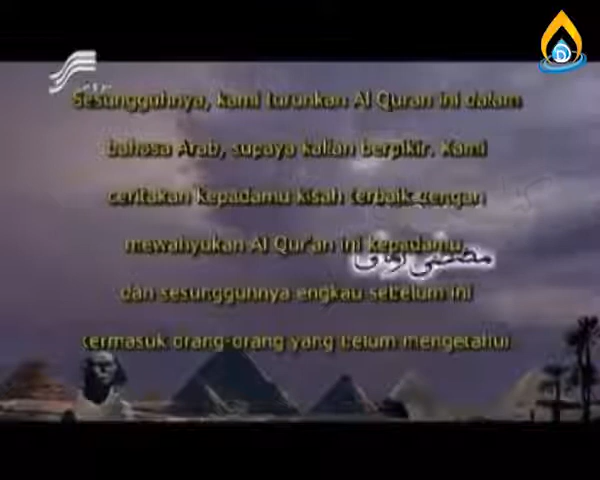 Sesungguhnya, kami turunkan Al Quran ini dalam
bahasa Arab, supaya kalian berpikir. Kami
ceritakan kepadamu kisah terbaik dengan
mewahyukan Al Qur'an ini kepadamu,
dan sesungguhnya engkau sebelum ini
termasuk orang-orang yang belum mengetahui